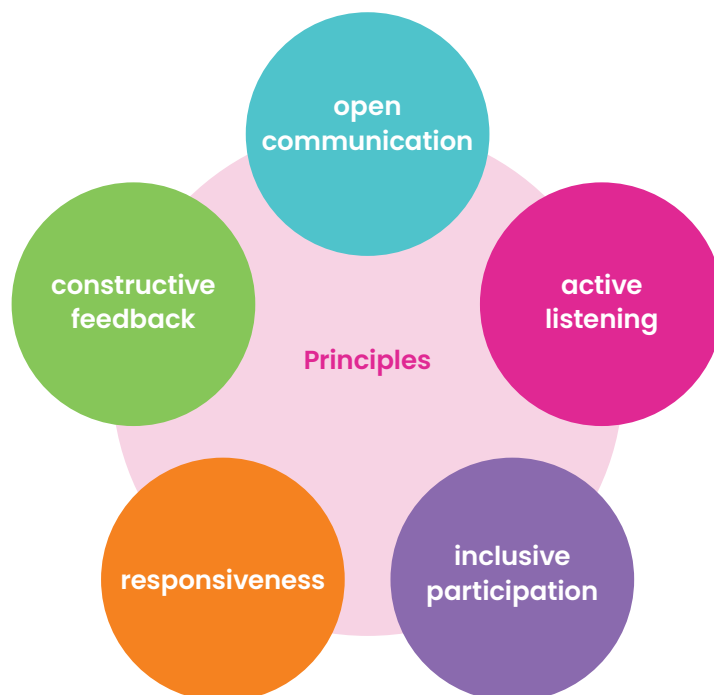 open
communication
constructive
feedback
active
listening
Principles
responsiveness
inclusive
participation